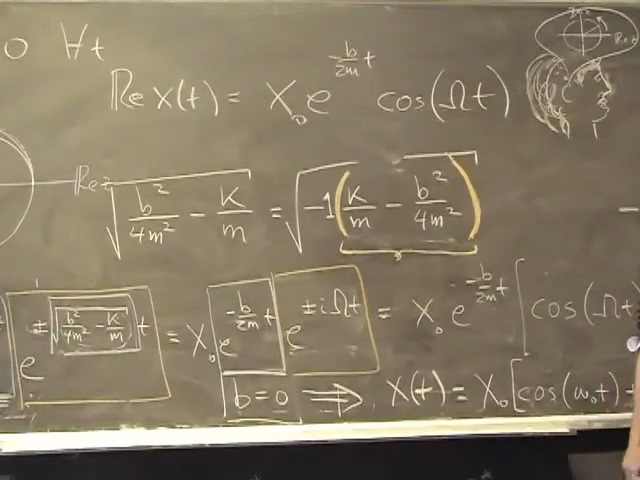 0 ∀t
Re x(t) = X₀ e^{-b/2m t} cos(Ωt)
Rez
√(b²/4m² - K/m) = √(-1(K/m - b²/4m²))
e^{±√(b²/4m² - K/m) t} = X₀ e^{-b/2m t} e^{±iΩt} = X₀ e^{-b/2m t} [cos(Ωt)
b=0 ⟹ X(t) = X₀[cos(ω₀t) +